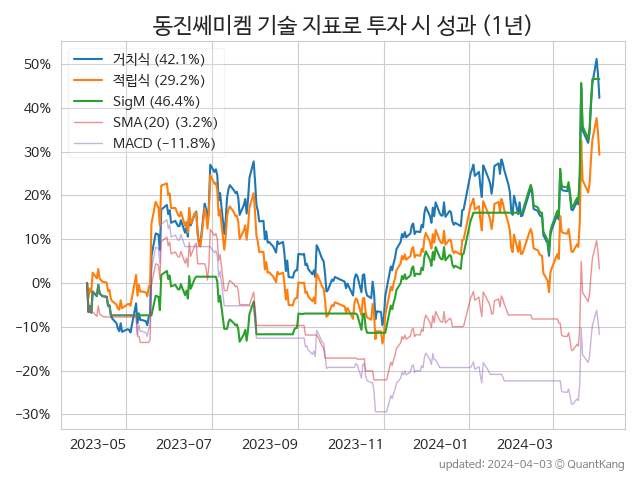 동진쎄미켐 기술 지표로 투자 시 성과 (1년)
거치식 (42.1%)
적립식 (29.2%)
SigM (46.4%)
SMA(20) (3.2%)
MACD (−11.8%)
50%
40%
30%
20%
10%
0%
−10%
−20%
−30%
2023-05
2023-07
2023-09
2023-11
2024-01
2024-03
updated: 2024-04-03 © QuantKang